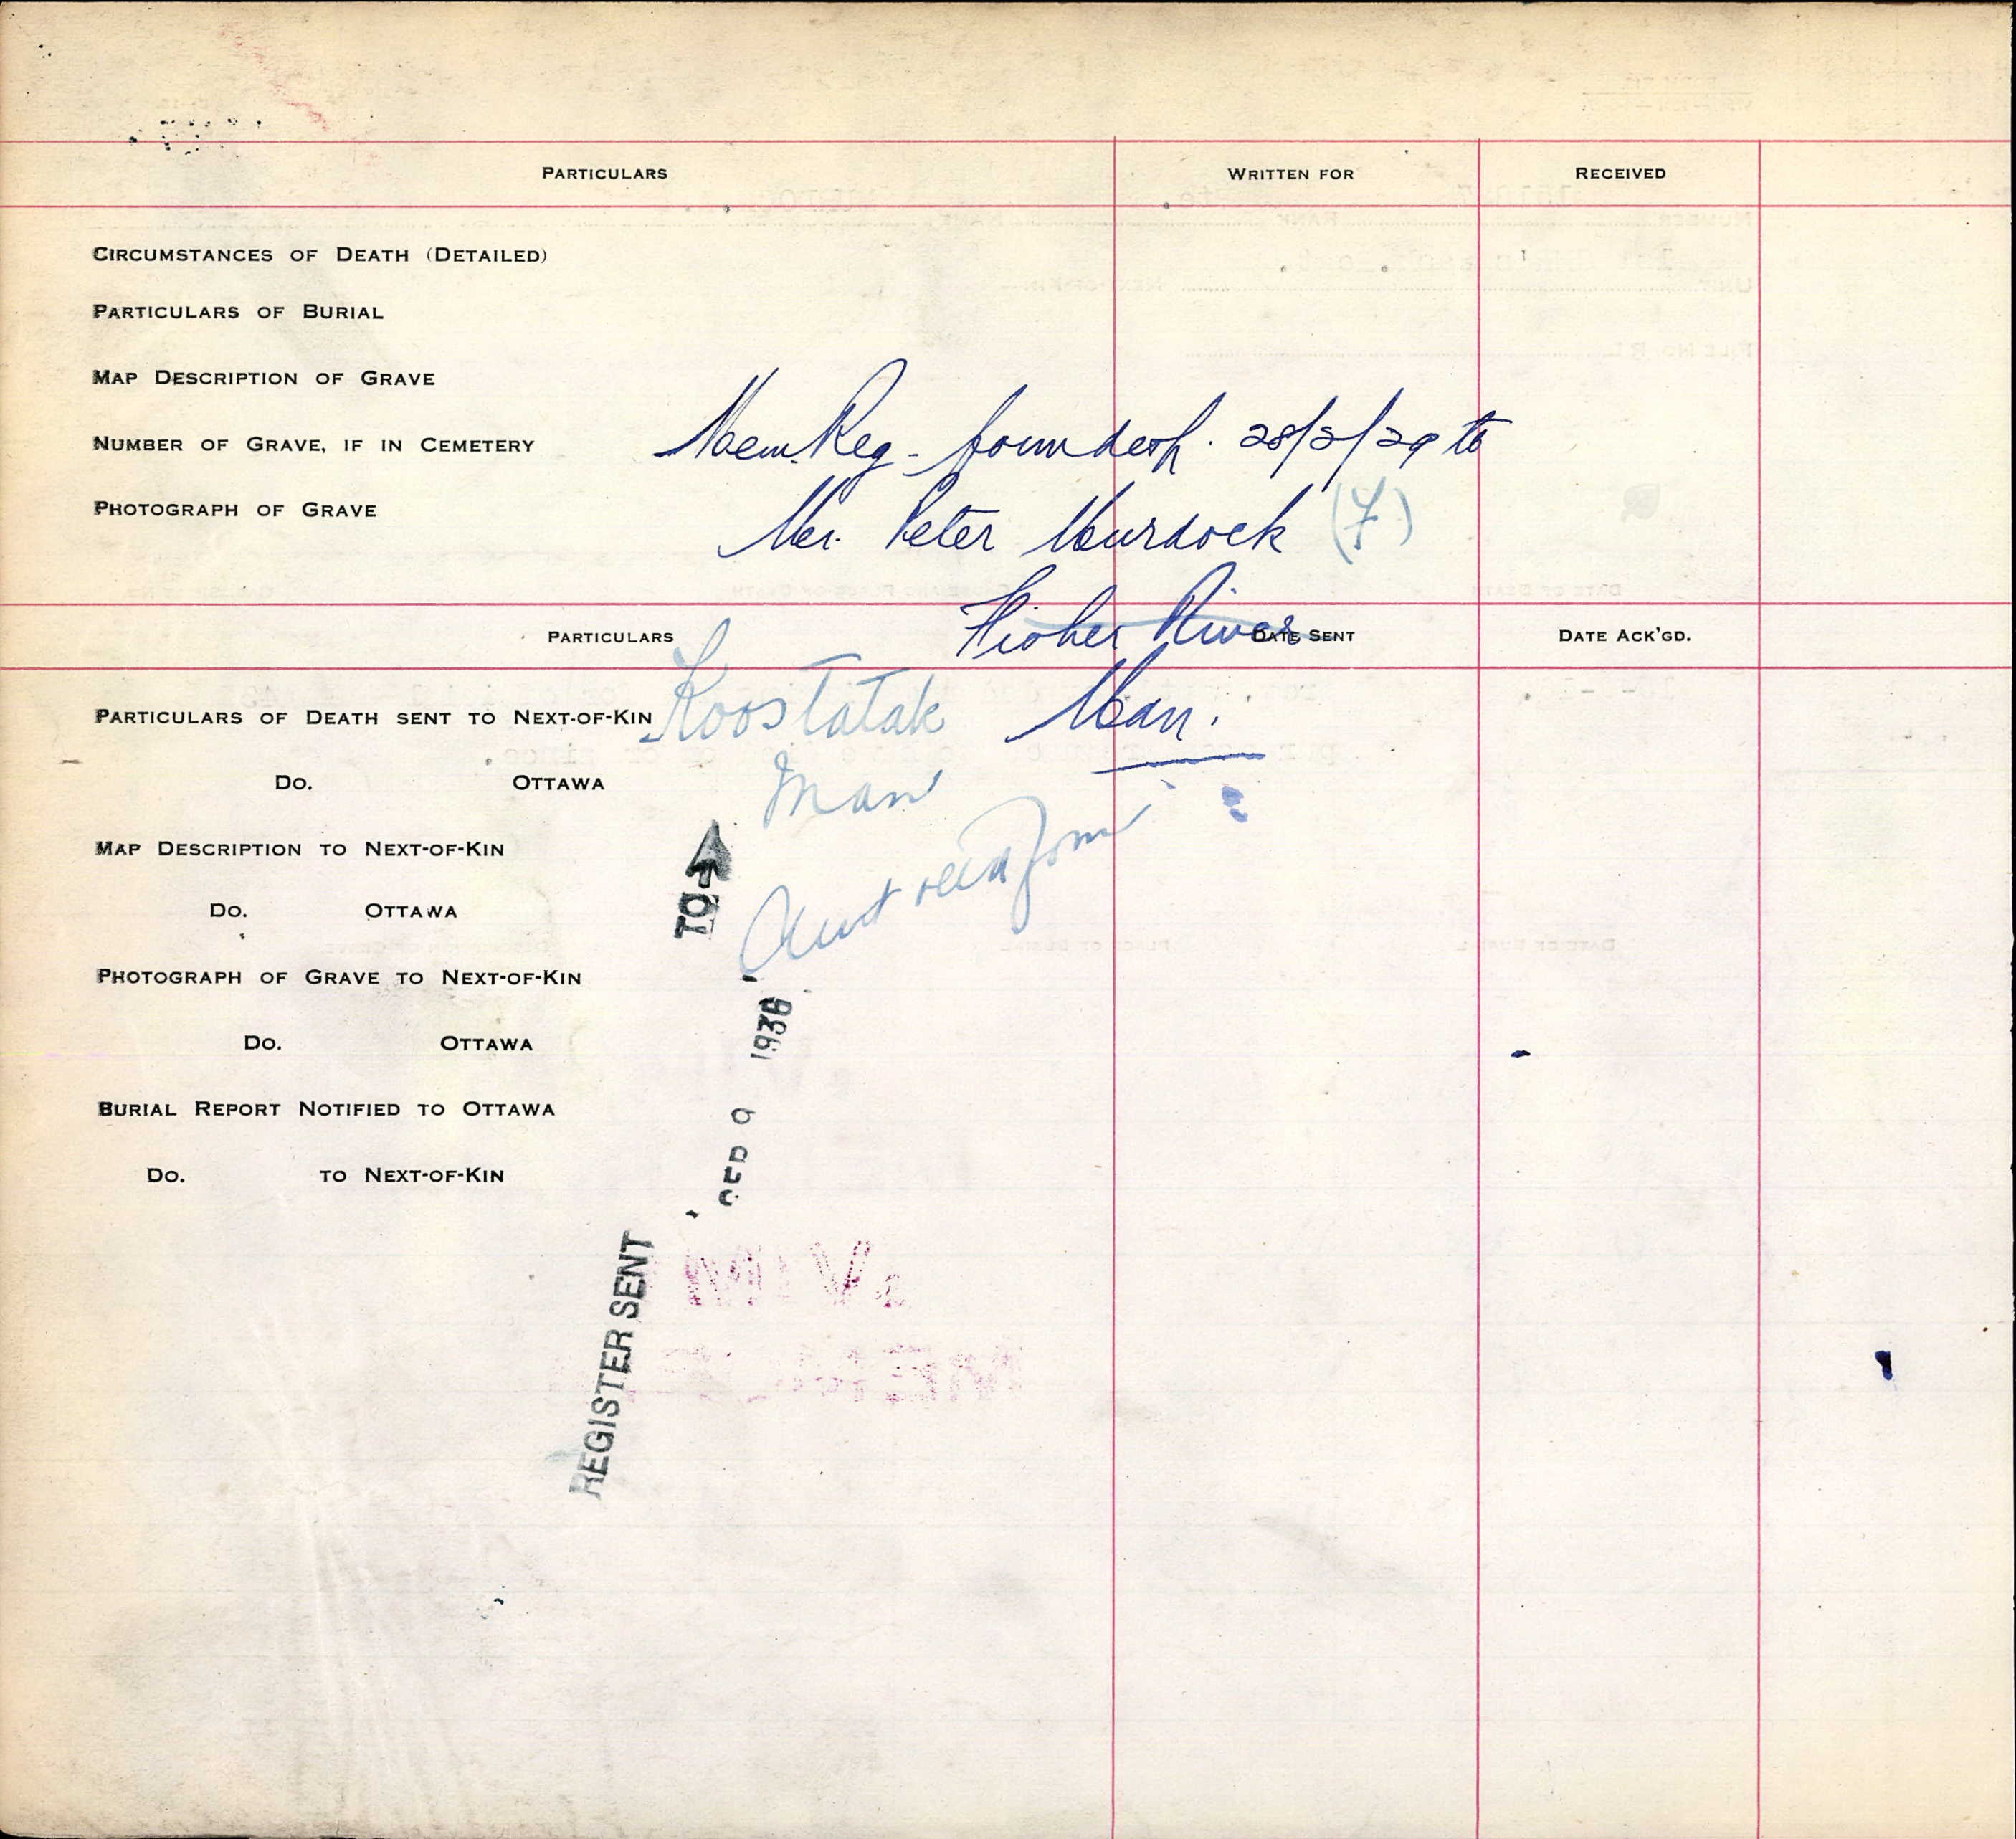 PARTICULARS WRITTEN FOR RECEIVED
CIRCUMSTANCES OF DEATH (DETAILED)
PARTICULARS OF BURIAL
MAP DESCRIPTION OF GRAVE
NUMBER OF GRAVE, IF IN CEMETERY
Mem. Reg. - form desp. 28/2/29 to
PHOTOGRAPH OF GRAVE
Mr. Peter Murdock (F)
Fisher River
PARTICULARS DATE SENT DATE ACK'GD.
PARTICULARS OF DEATH SENT TO NEXT-OF-KIN
Koostatak Man.
Man
DO. OTTAWA
MAP DESCRIPTION TO NEXT-OF-KIN
DO. OTTAWA
PHOTOGRAPH OF GRAVE TO NEXT-OF-KIN
DO. OTTAWA
BURIAL REPORT NOTIFIED TO OTTAWA
DO. TO NEXT-OF-KIN
REGISTER SENT
9 1938
TO